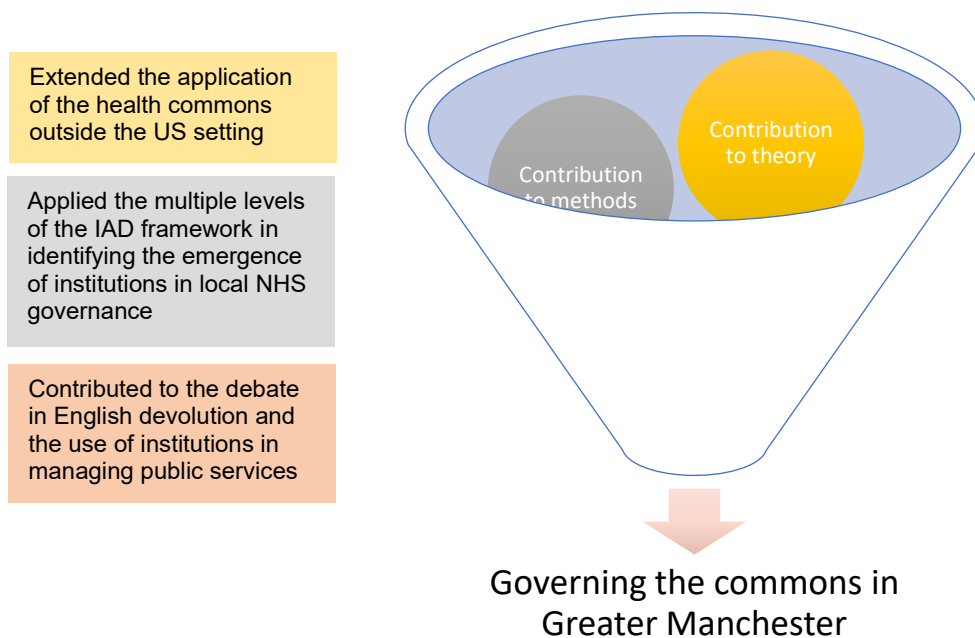 Extended the application
of the health commons
outside the US setting
Applied the multiple levels
of the IAD framework in
identifying the emergence
of institutions in local NHS
governance
Contributed to the debate
in English devolution and
the use of institutions in
managing public services
Contribution
to theory
Contribution
to methods
Governing the commons in
Greater Manchester